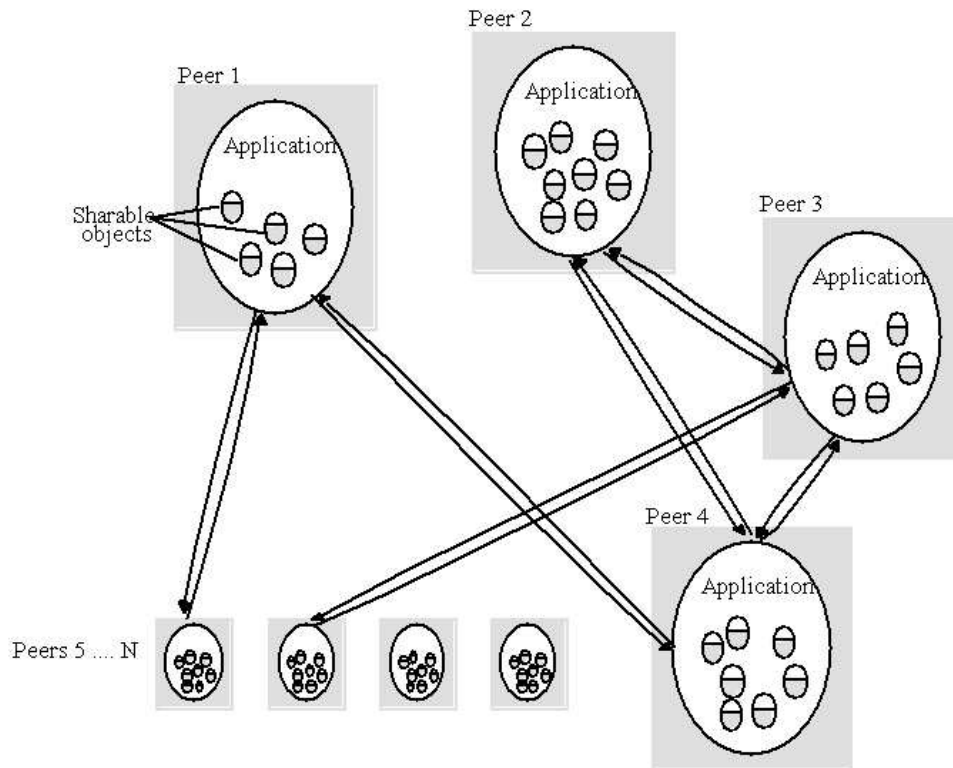 Peer 2
Peer 1
Application
Application
Peer 3
Sharable
objects
Application
Peer 4
Application
Peers 5 .... N